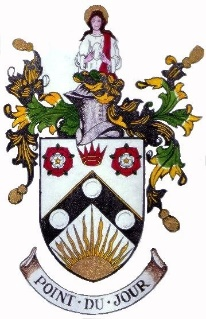 POINT · DU · JOUR